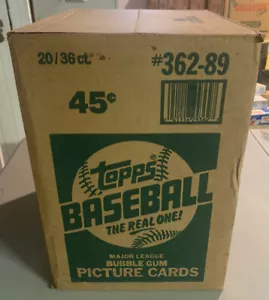 20/36 ct.
#362-89
45¢
topps
BASEBALL
THE REAL ONE!
MAJOR LEAGUE
BUBBLE GUM
PICTURE CARDS